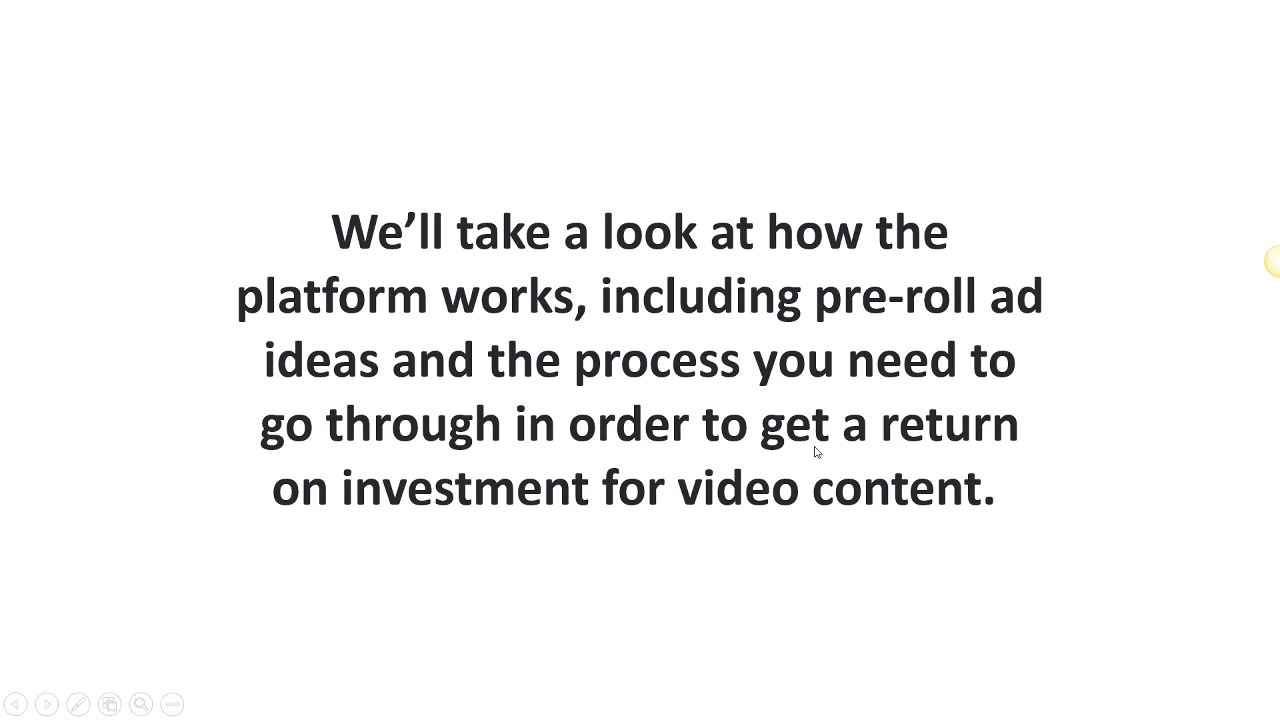 We’ll take a look at how the
platform works, including pre-roll ad
ideas and the process you need to
go through in order to get a return
on investment for video content.